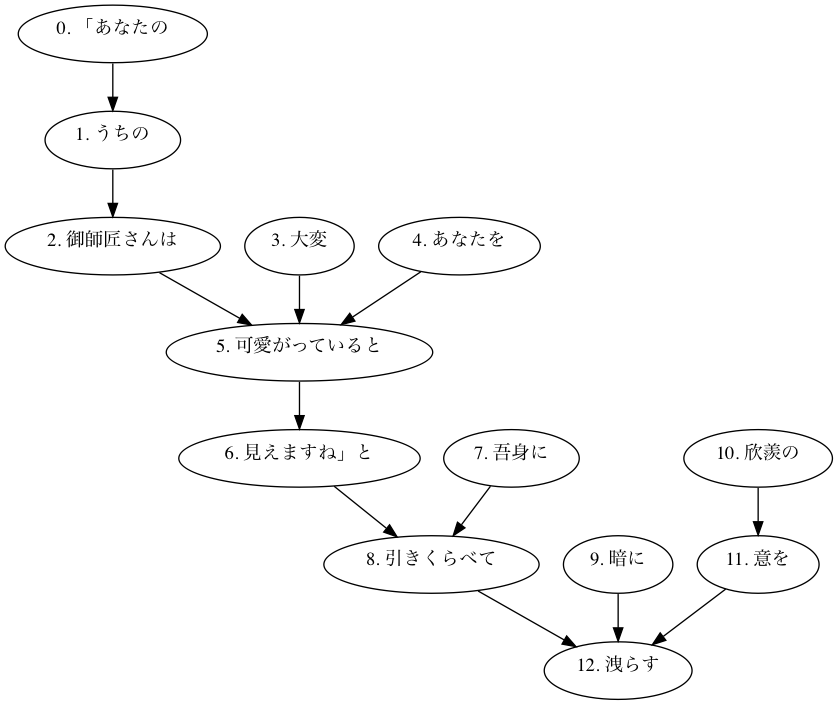 0. 「あなたの
1. うちの
2. 御師匠さんは
3. 大変
4. あなたを
5. 可愛がっていると
6. 見えますね」と
7. 吾身に
10. 欣羨の
8. 引きくらべて
9. 暗に
11. 意を
12. 洩らす